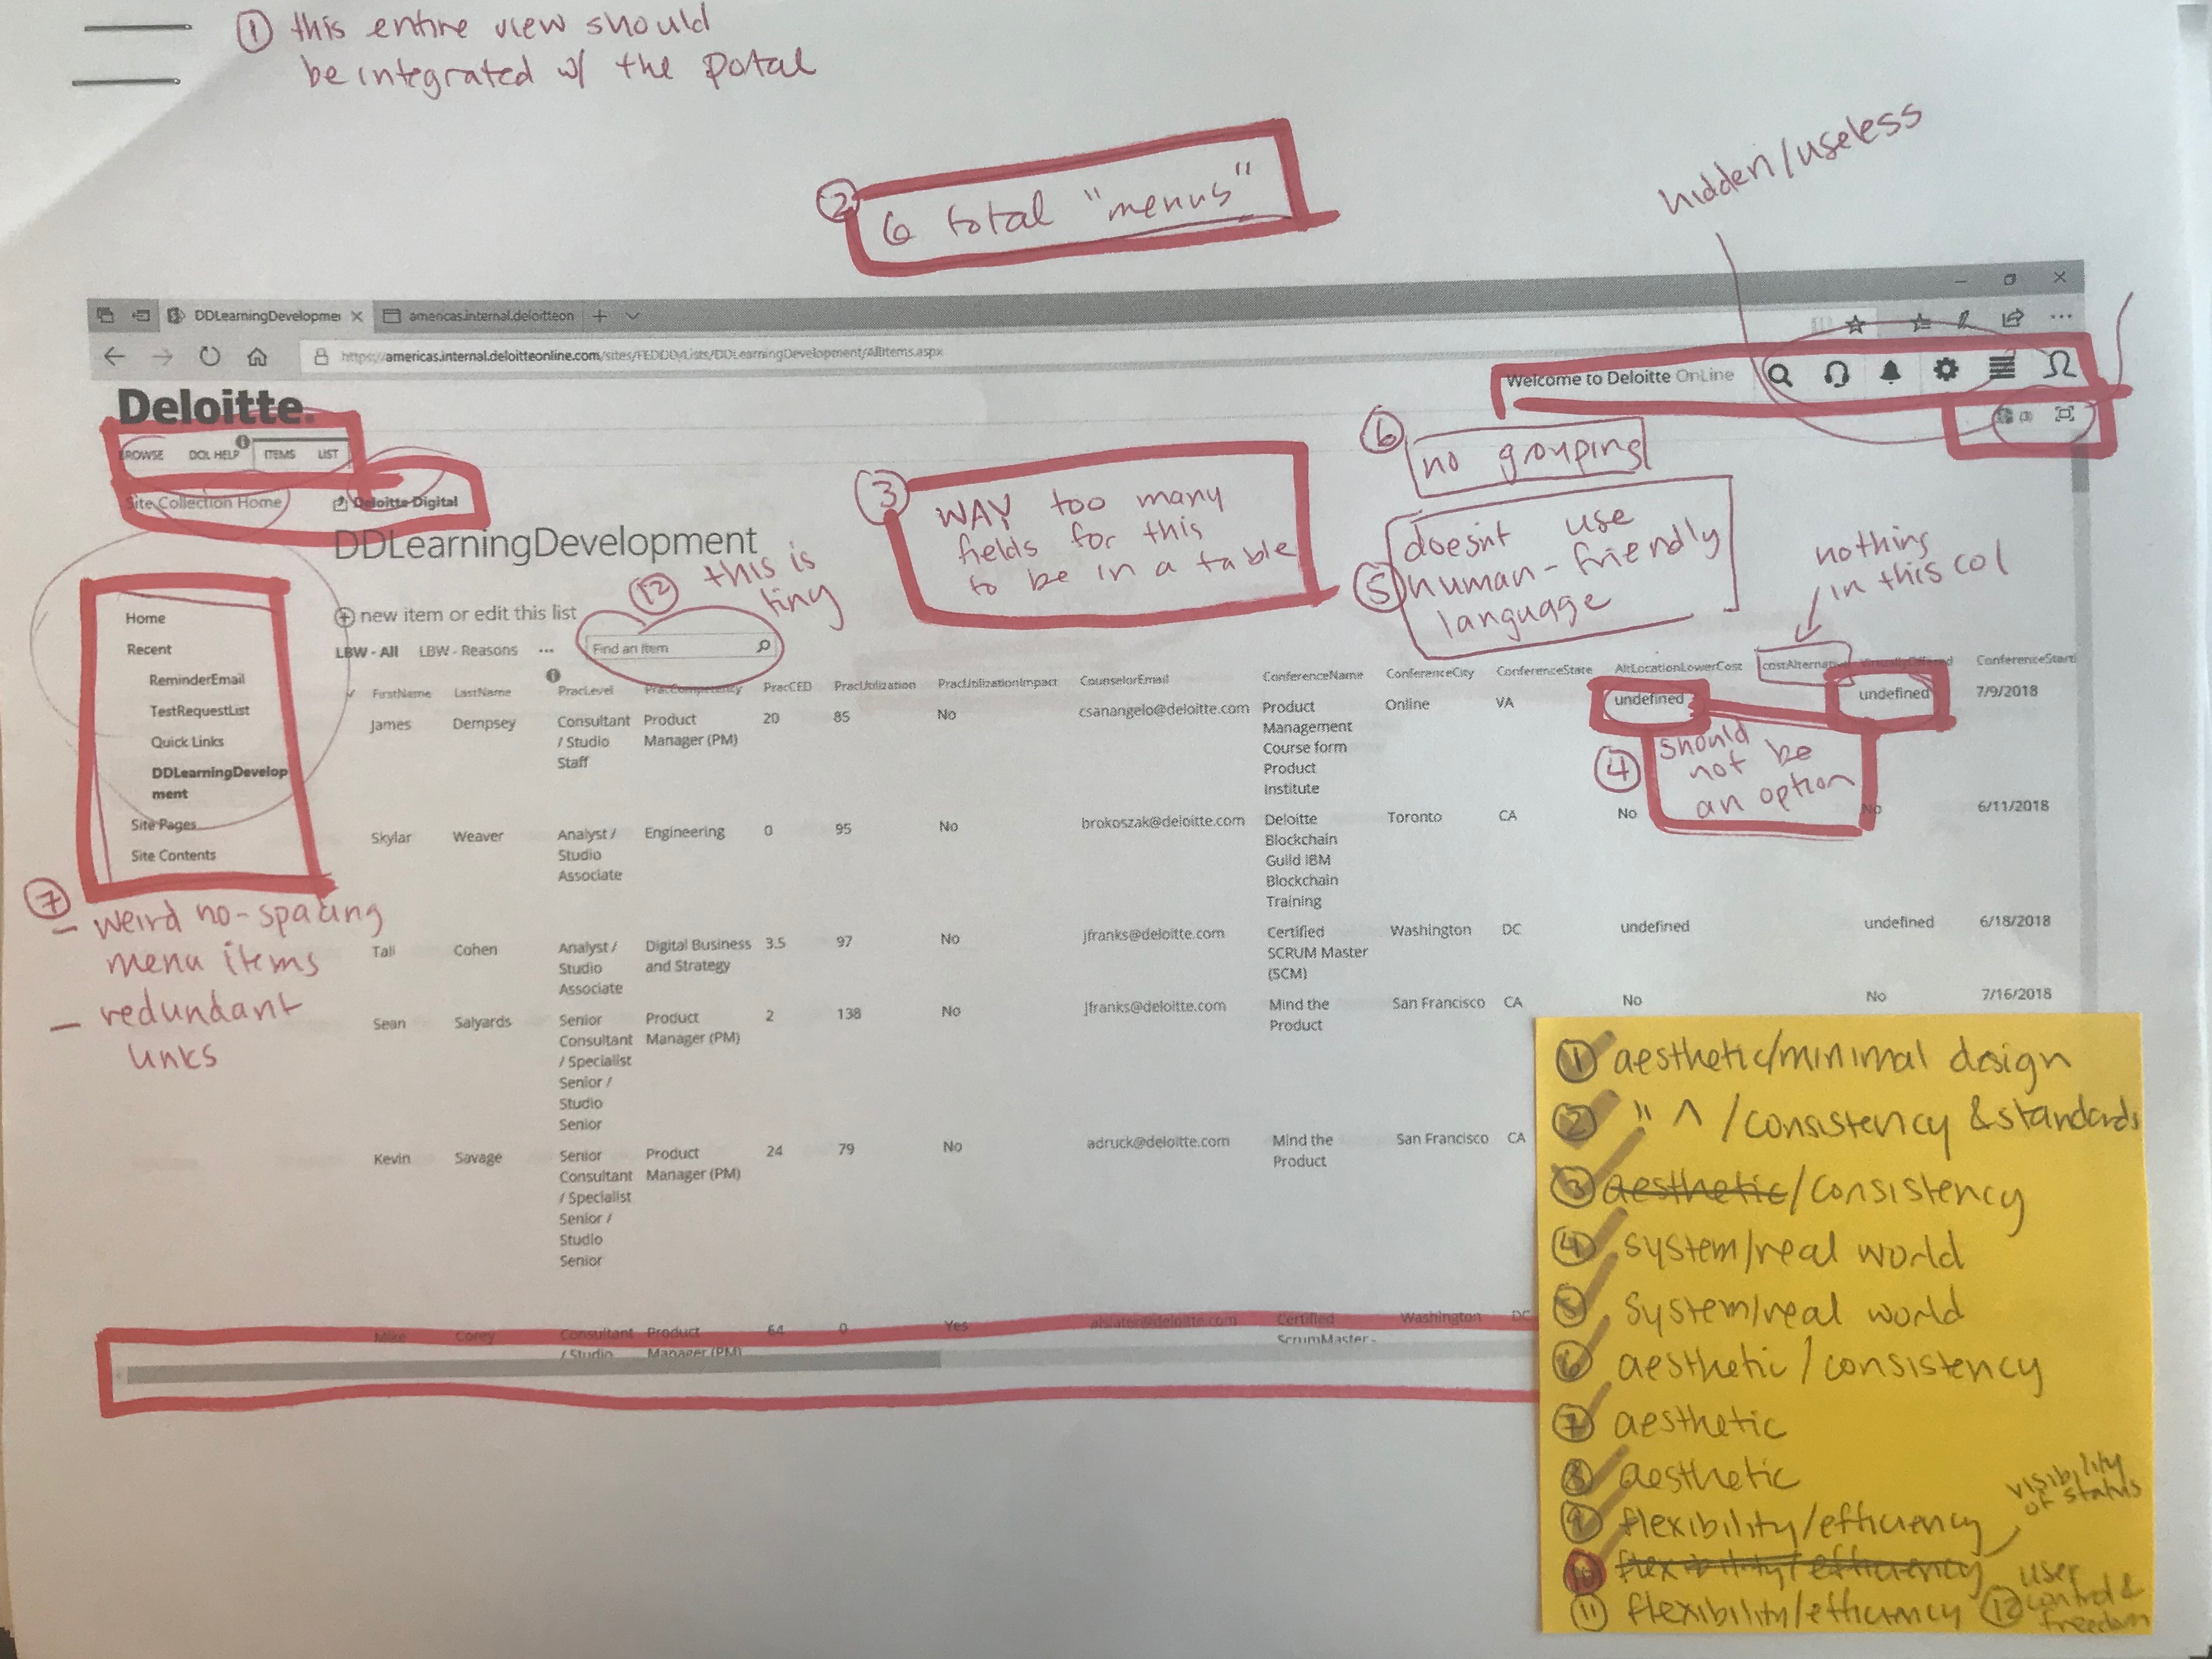 ① this entire view should
be integrated w/ the potal
② 6 total "menus"
hidden/useless
DDLearningDevelopmei × americas.internal.deloitteon +
https://americas.internal.deloitteonline.com/sites/FEDDD/Lists/DDLearningDevelopment/AllItems.aspx
Welcome to Deloitte OnLine
Deloitte.
BROWSE DOL HELP ITEMS LIST
Site Collection Home Deloitte Digital
DDLearningDevelopment
⑫ this is
tiny
③ WAY too many
fields for this
to be in a table
⑥ no grouping
⑤ doesn't use
human-friendly
language
nothing
in this col
Home
Recent
ReminderEmail
TestRequestList
Quick Links
DDLearningDevelop
ment
Site Pages
Site Contents
⑦ - weird no-spacing
menu items
- redundant
links
new item or edit this list
LBW - All LBW - Reasons ... Find an item
FirstName LastName PracLevel PracCompetency PracCED PracUtilization PracUtilizationImpact CounselorEmail ConferenceName ConferenceCity ConferenceState AltLocationLowerCost costAlternative VirtuallyOffered ConferenceStart
James Dempsey Consultant Product 20 85 No csanangelo@deloitte.com Product Online VA undefined undefined 7/9/2018
/ Studio Manager (PM) Management
Staff Course form
Product
Institute
④ should
not be
an option
Skylar Weaver Analyst / Engineering 0 95 No brokoszak@deloitte.com Deloitte Toronto CA No No 6/11/2018
Studio Blockchain
Associate Guild IBM
Blockchain
Training
Tali Cohen Analyst / Digital Business 3.5 97 No jfranks@deloitte.com Certified Washington DC undefined undefined 6/18/2018
Studio and Strategy SCRUM Master
Associate (SCM)
Sean Salyards Senior Product 2 138 No jfranks@deloitte.com Mind the San Francisco CA No No 7/16/2018
Consultant Manager (PM) Product
/ Specialist
Senior /
Studio
Senior
Kevin Savage Senior Product 24 79 No adruck@deloitte.com Mind the San Francisco CA
Consultant Manager (PM) Product
/ Specialist
Senior /
Studio
Senior
Mike Corey Consultant Product 64 0 Yes Certified Washington DC
/ Studio Manager (PM) ScrumMaster -
① aesthetic/minimal design
② " ^ /consistency & standards
③ aesthetic/consistency
④ system/real world
⑤ system/real world
⑥ aesthetic/consistency
⑦ aesthetic
⑧ aesthetic
⑨ flexibility/efficiency
visibility
of status
⑩ flexibility/efficiency
⑪ flexibility/efficiency
⑫ user
control &
freedom